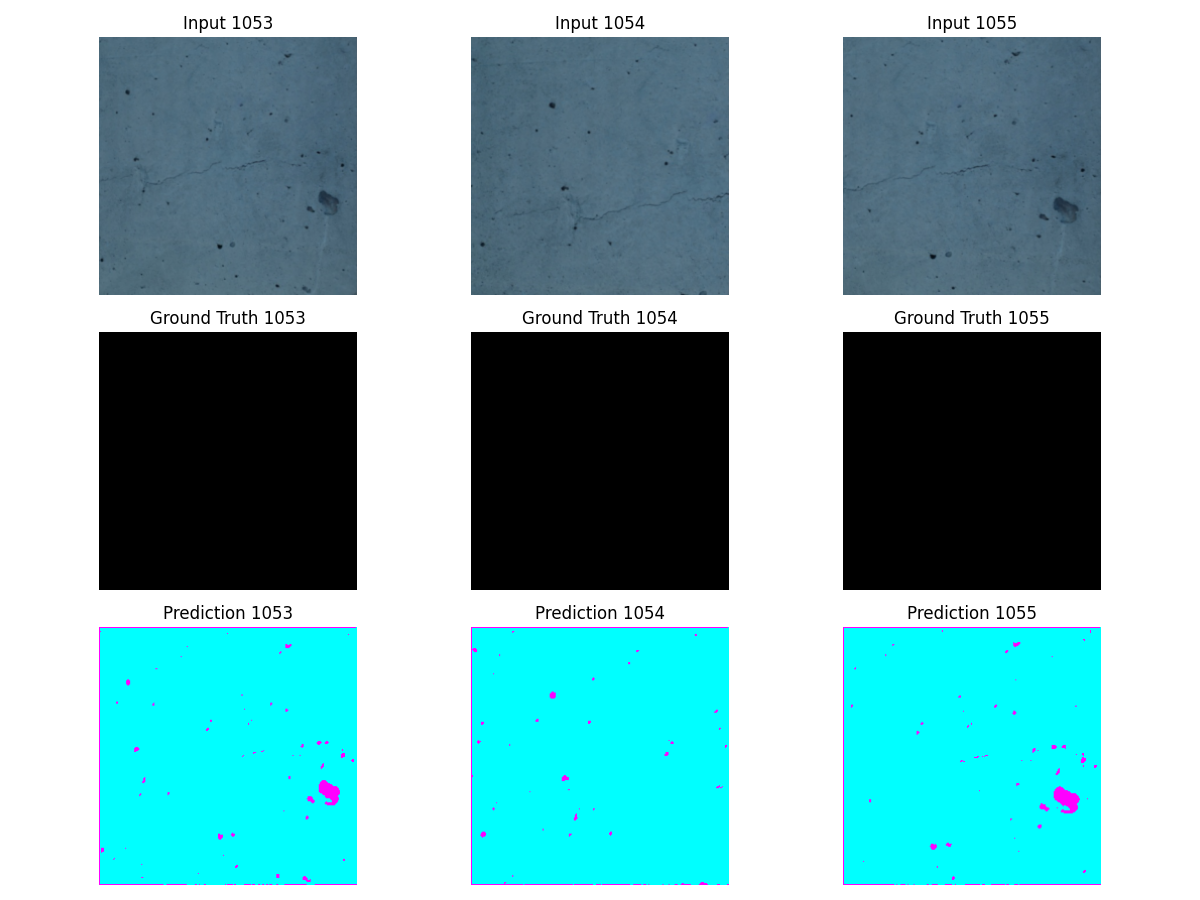 Input 1053
Input 1054
Input 1055
Ground Truth 1053
Ground Truth 1054
Ground Truth 1055
Prediction 1053
Prediction 1054
Prediction 1055